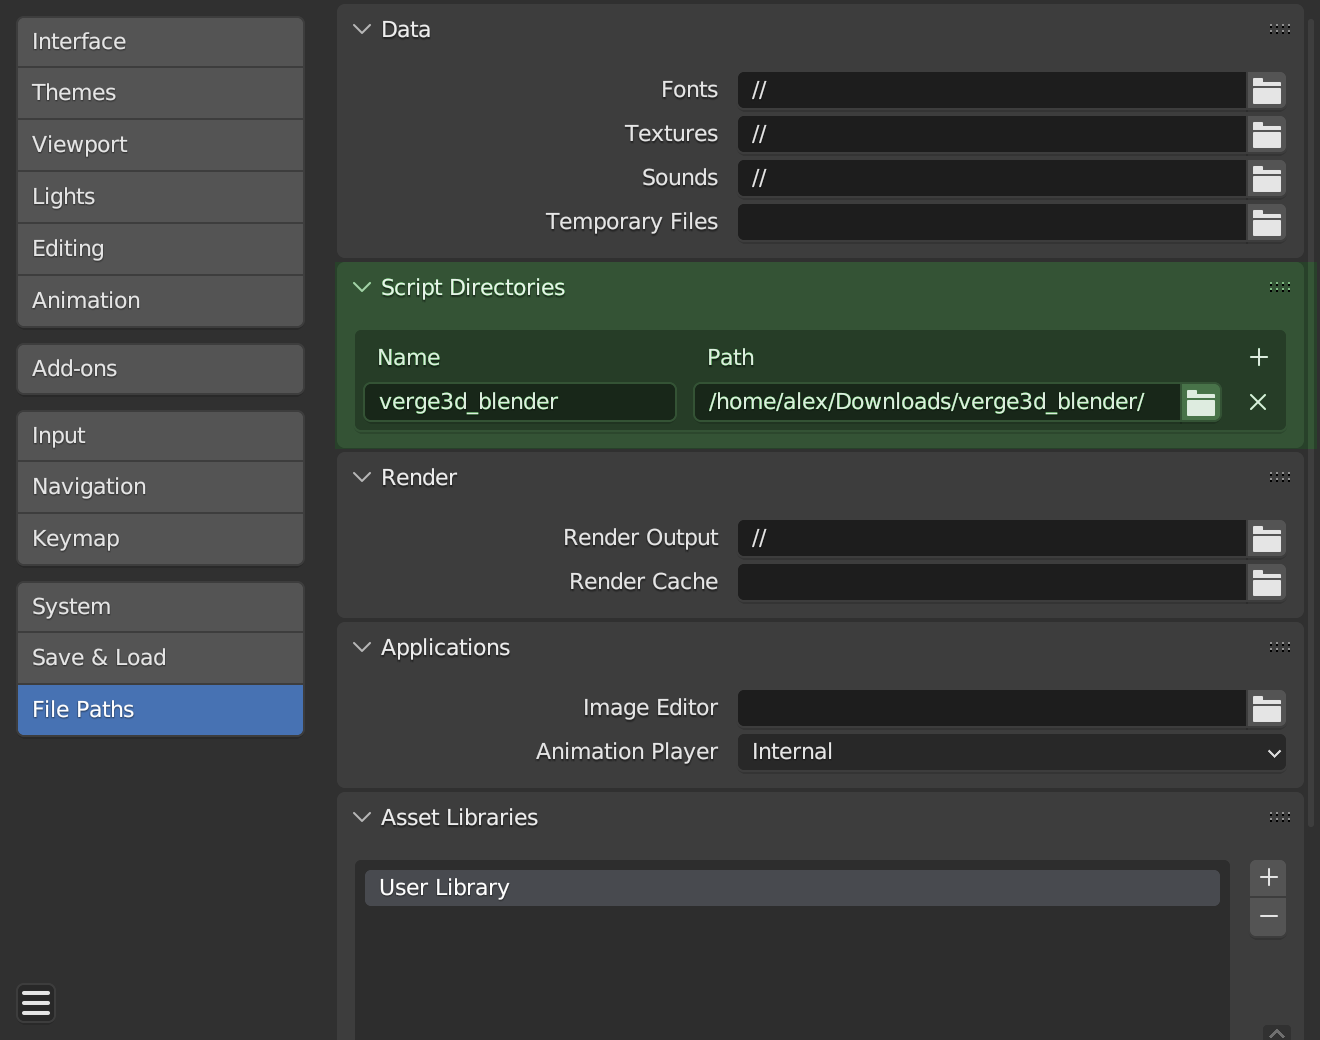 Interface
Themes
Viewport
Lights
Editing
Animation
Add-ons
Input
Navigation
Keymap
System
Save & Load
File Paths
Data
Fonts //
Textures //
Sounds //
Temporary Files
Script Directories
Name Path
verge3d_blender /home/alex/Downloads/verge3d_blender/
Render
Render Output //
Render Cache
Applications
Image Editor
Animation Player Internal
Asset Libraries
User Library